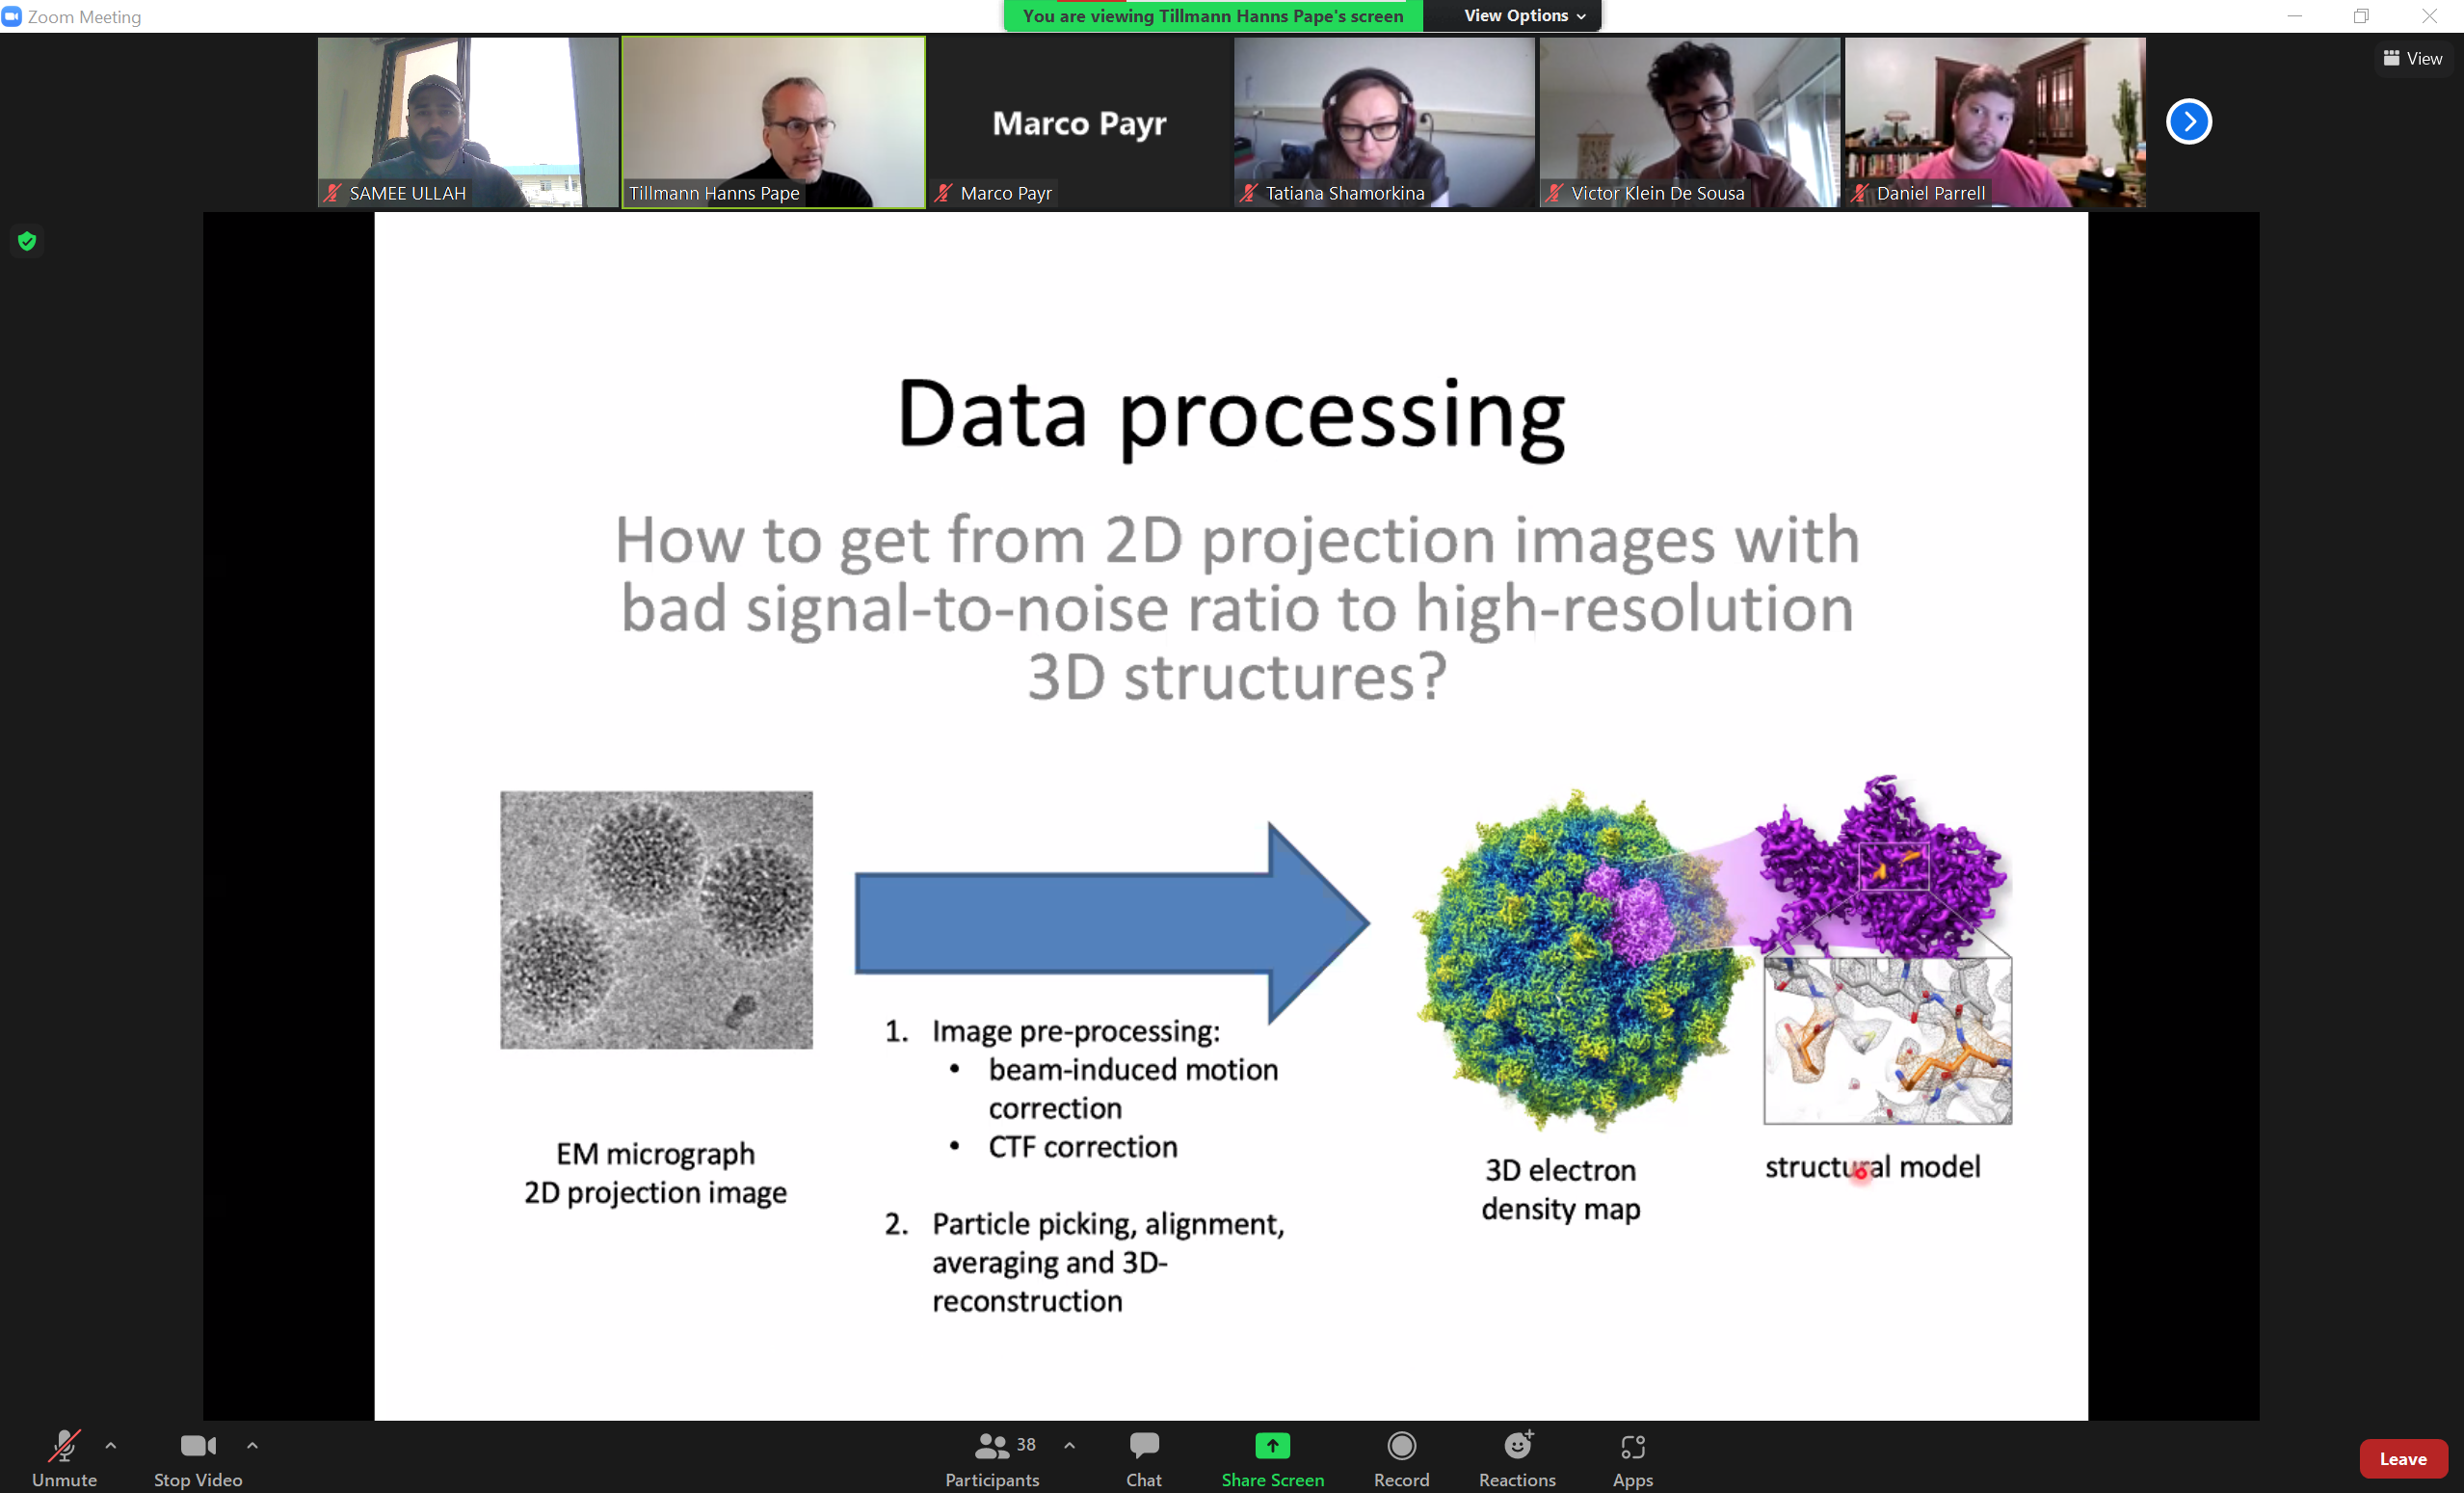 Zoom Meeting
You are viewing Tillmann Hanns Pape's screen
View Options
View
Marco Payr
SAMEE ULLAH
Tillmann Hanns Pape
Marco Payr
Tatiana Shamorkina
Victor Klein De Sousa
Daniel Parrell
Data processing
How to get from 2D projection images with
bad signal-to-noise ratio to high-resolution
3D structures?
EM micrograph
2D projection image
1. Image pre-processing:
• beam-induced motion
correction
• CTF correction
2. Particle picking, alignment,
averaging and 3D-
reconstruction
3D electron
density map
structural model
Unmute
Stop Video
38
Participants
Chat
Share Screen
Record
Reactions
Apps
Leave